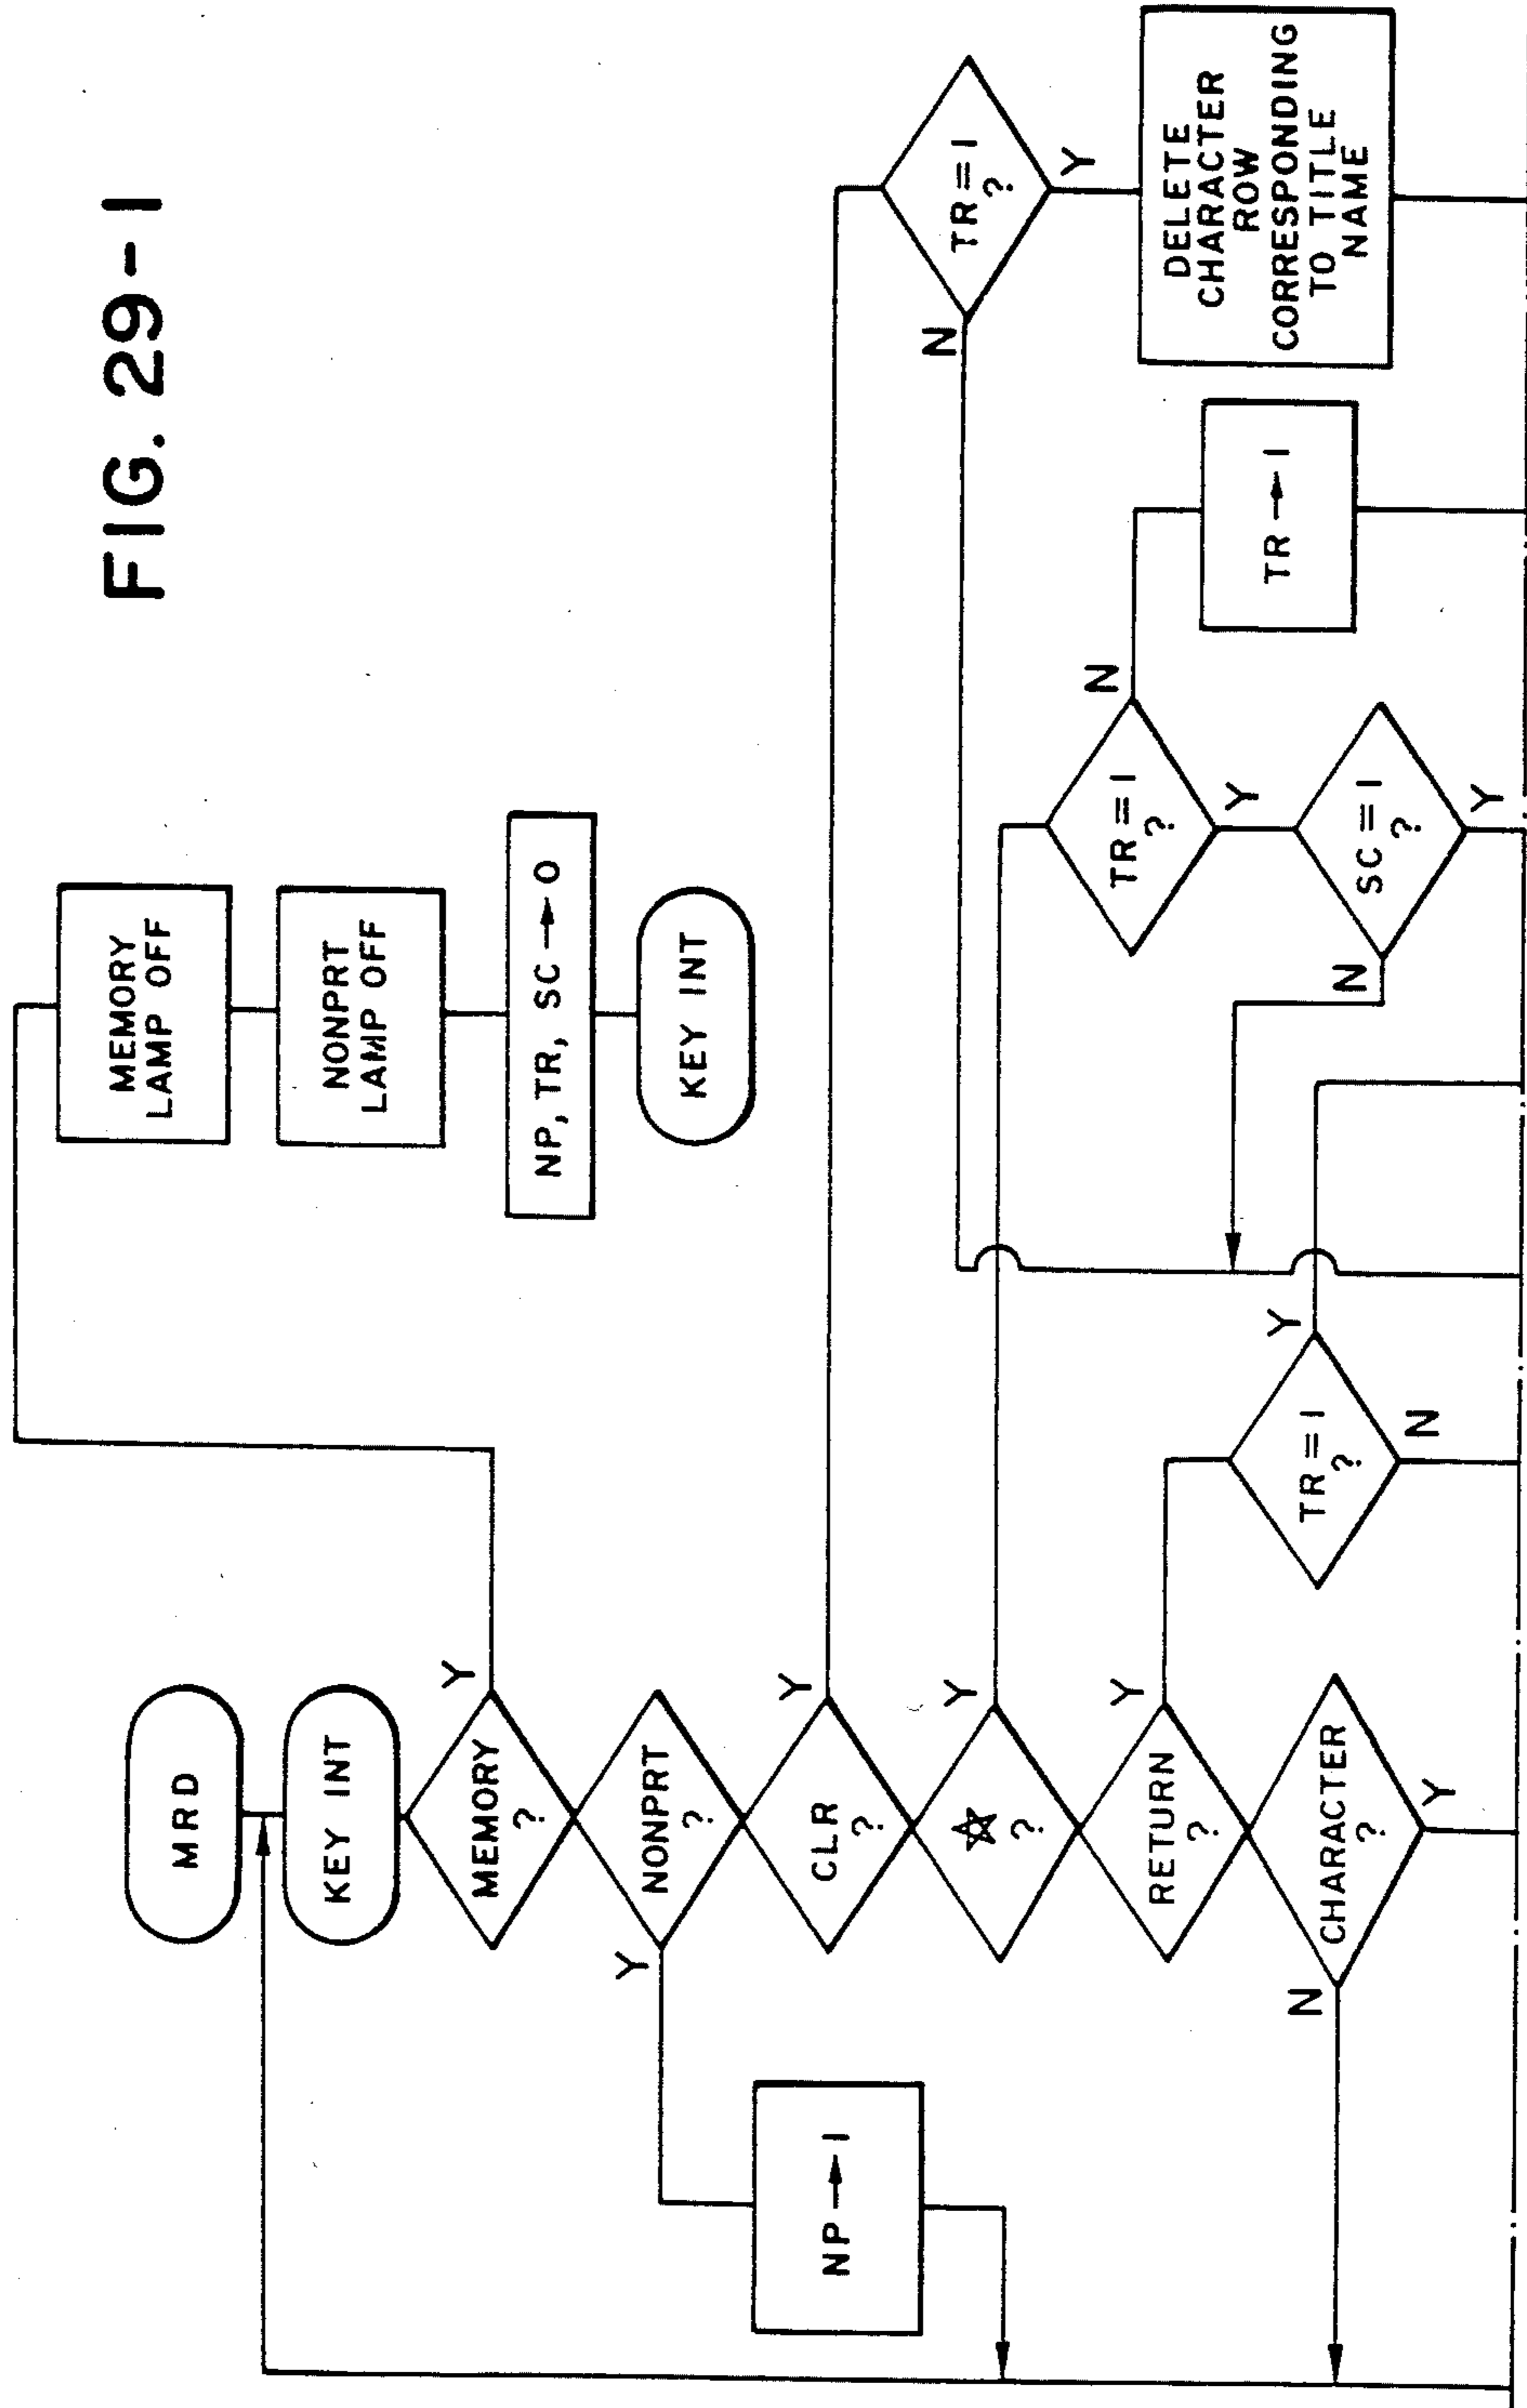 FIG. 29-1
MRD
KEY INT
MEMORY
?
Y
MEMORY
LAMP OFF
NONPRT
LAMP OFF
NP, TR, SC → 0
KEY INT
NONPRT
?
Y
NP → 1
CLR
?
Y
TR = 1
?
N
Y
DELETE
CHARACTER
ROW
CORRESPONDING
TO TITLE
NAME
☆
?
Y
TR = 1
?
N
Y
TR → 1
SC = 1
?
N
Y
RETURN
?
Y
TR = 1
?
Y
N
CHARACTER
?
N
Y